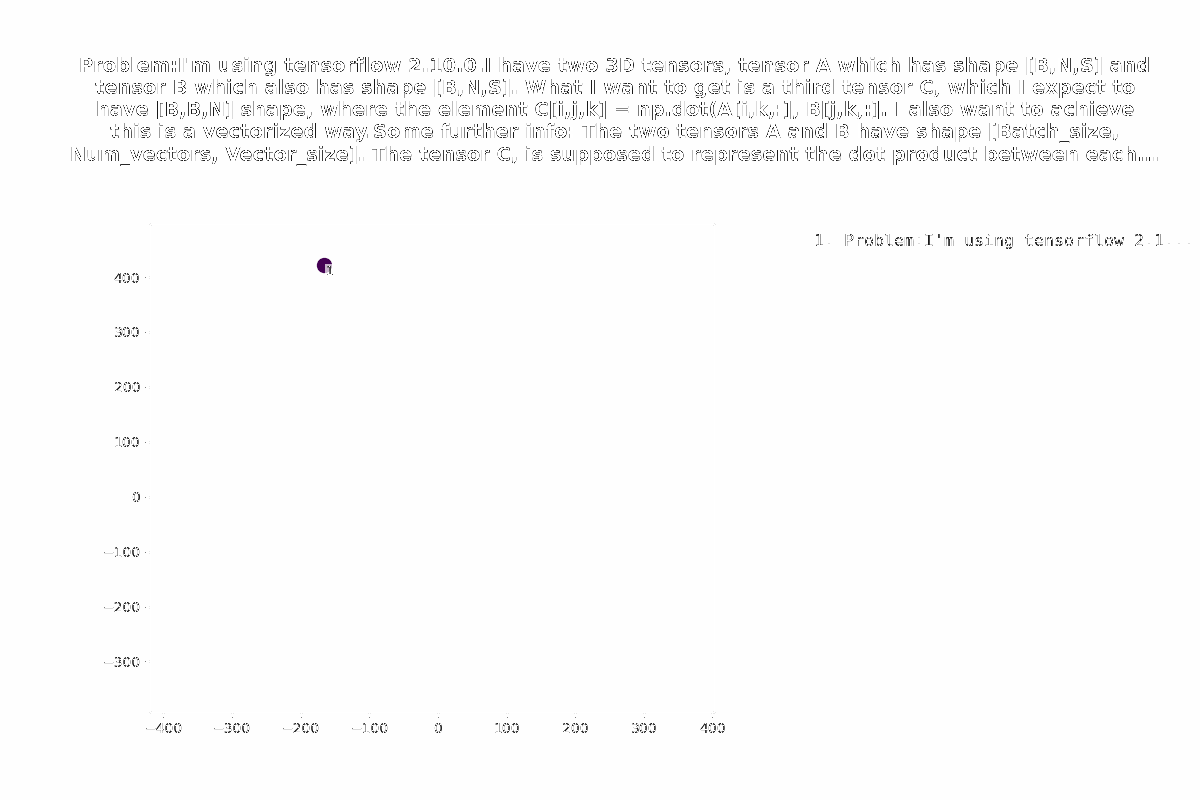 Problem:I'm using tensorflow 2.10.0.I have two 3D tensors, tensor A which has shape [B,N,S] and
tensor B which also has shape [B,N,S]. What I want to get is a third tensor C, which I expect to
have [B,B,N] shape, where the element C[i,j,k] = np.dot(A[i,k,:], B[j,k,:]. I also want to achieve
this is a vectorized way.Some further info: The two tensors A and B have shape [Batch_size,
Num_vectors, Vector_size]. The tensor C, is supposed to represent the dot product between each....
1. Problem:I'm using tensorflow 2.1...
1
400
300
200
100
0
−100
−200
−300
−400 −300 −200 −100 0 100 200 300 400